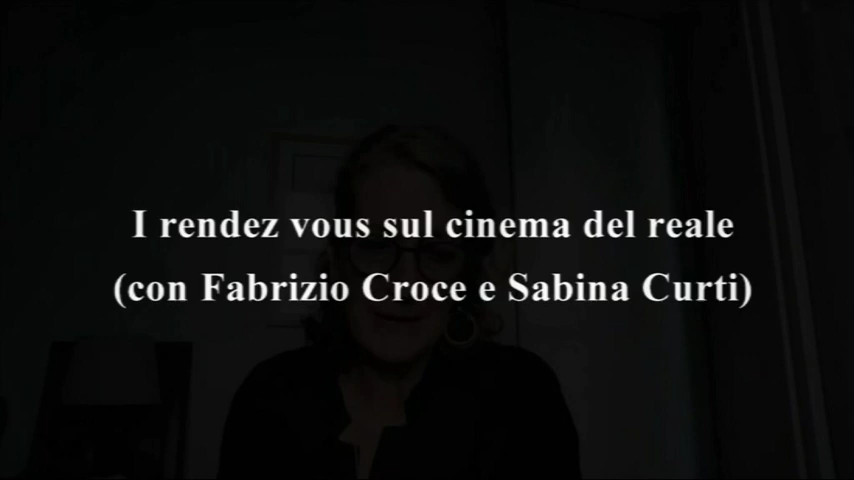 I rendez vous sul cinema del reale
(con Fabrizio Croce e Sabina Curti)